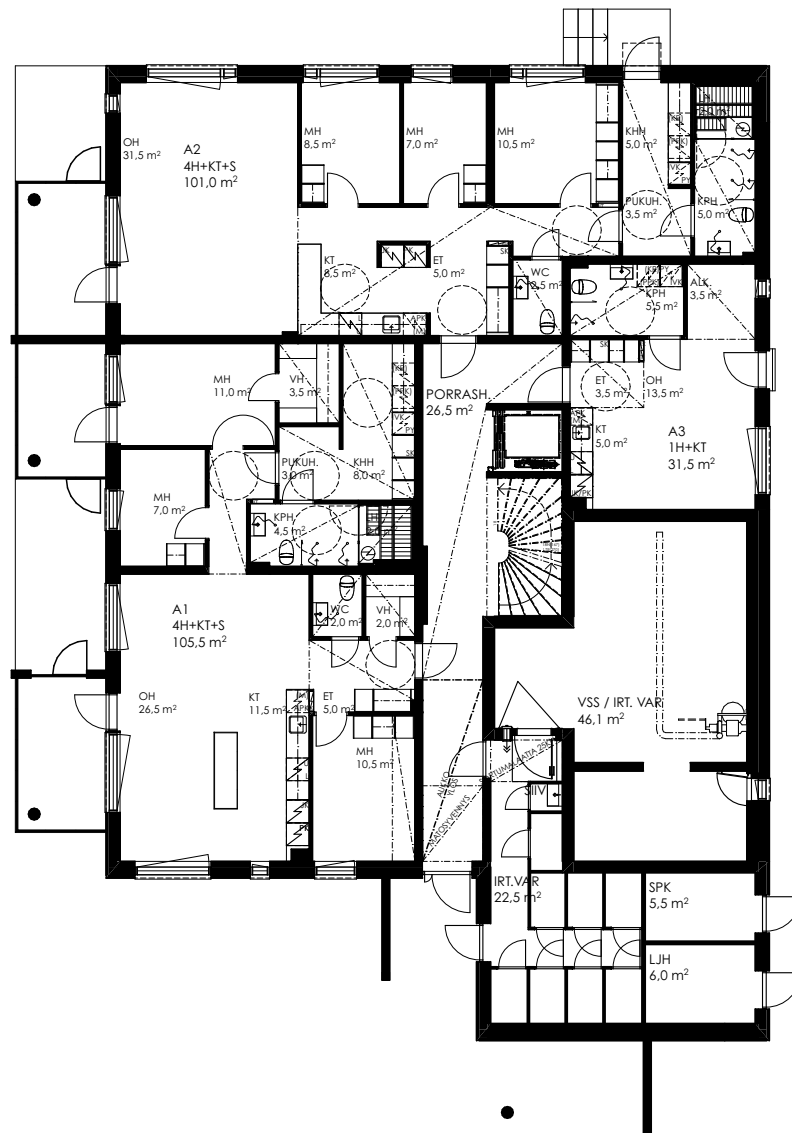 OH
31,5 m²
A2
4H+KT+S
101,0 m²
MH
8,5 m²
MH
7,0 m²
MH
10,5 m²
KHH
5,0 m²
PUKUH.
3,5 m²
KPH
5,0 m²
KT
8,5 m²
ET
5,0 m²
WC
2,5 m²
KPH
5,5 m²
ALK.
3,5 m²
MH
11,0 m²
VH
3,5 m²
PORRASH.
26,5 m²
ET
3,5 m²
OH
13,5 m²
KT
5,0 m²
A3
1H+KT
31,5 m²
PUKUH.
3,0 m²
KHH
8,0 m²
MH
7,0 m²
KPH
4,5 m²
A1
4H+KT+S
105,5 m²
WC
2,0 m²
VH
2,0 m²
OH
26,5 m²
KT
11,5 m²
ET
5,0 m²
MH
10,5 m²
VSS / IRT. VAR
46,1 m²
AUKKO
YLÖS
MATOSYVENNYS
SIIV
IRT.VAR
22,5 m²
SPK
5,5 m²
LJH
6,0 m²